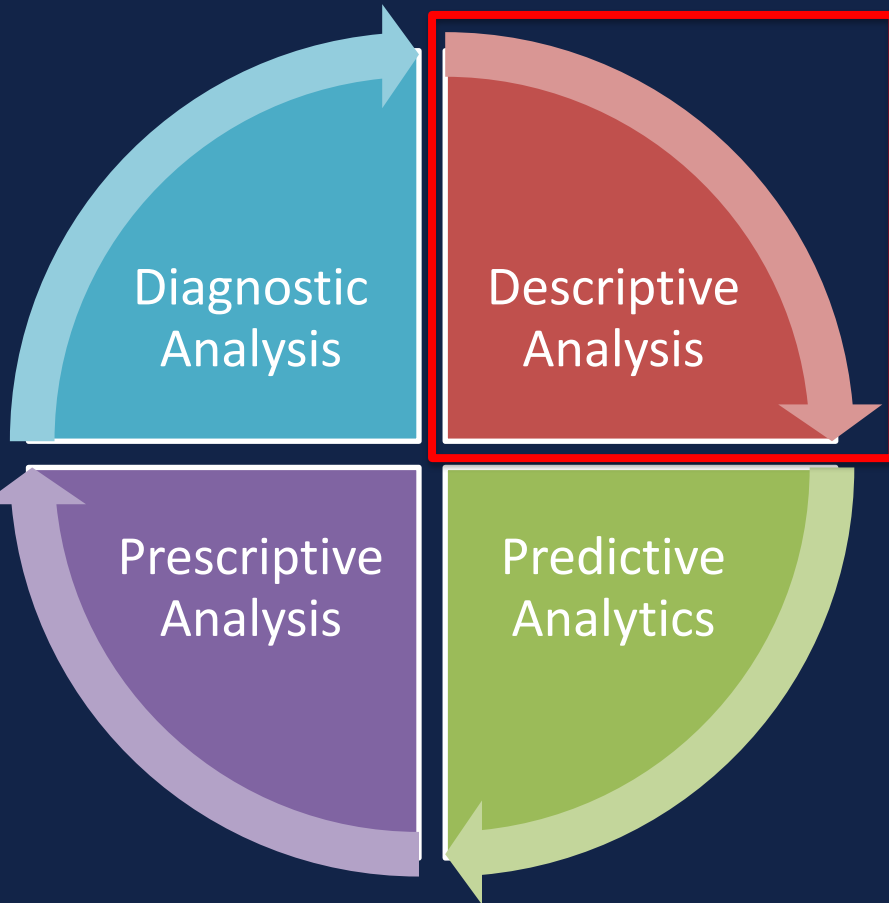 Diagnostic
Analysis
Descriptive
Analysis
Prescriptive
Analysis
Predictive
Analytics